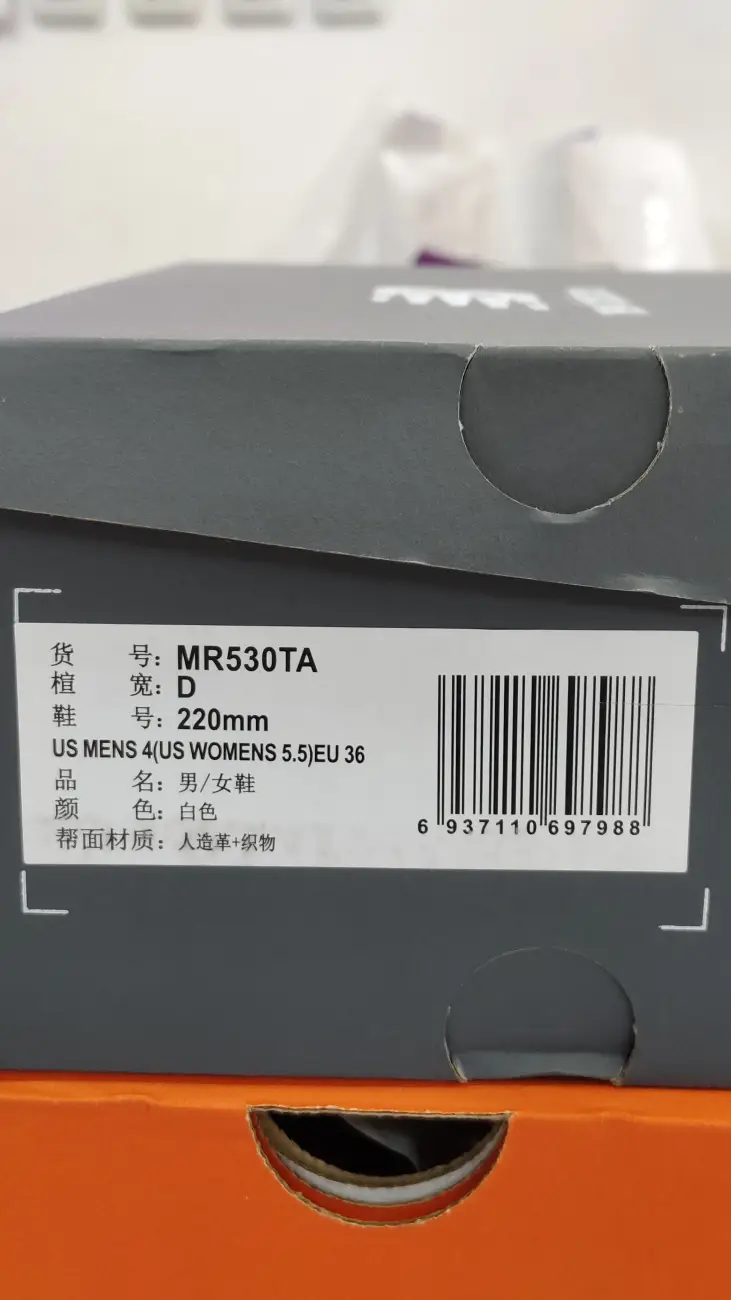 货 号：MR530TA
楦 宽：D
鞋 号：220mm
US MENS 4(US WOMENS 5.5)EU 36
品 名：男/女鞋
颜 色：白色
帮面材质：人造革+织物
6 937110 697988